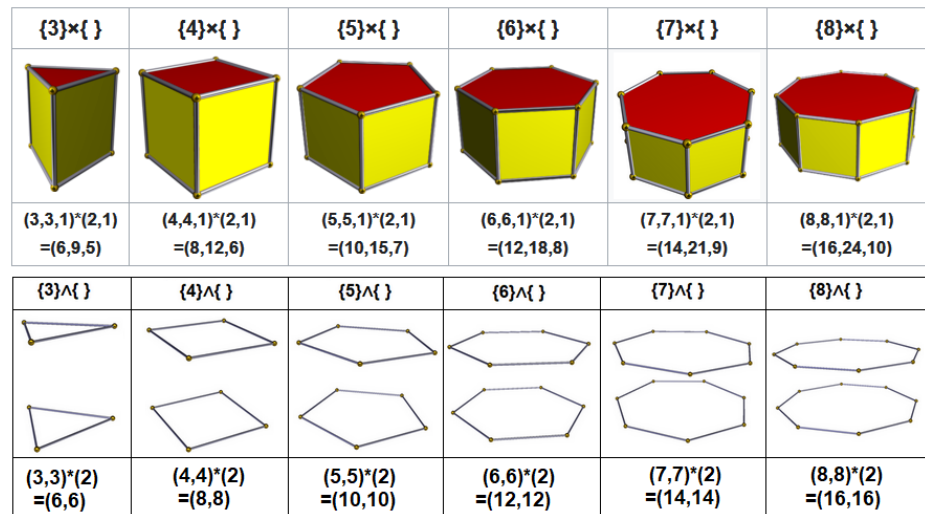 {3}×{ } {4}×{ } {5}×{ } {6}×{ } {7}×{ } {8}×{ }
(3,3,1)*(2,1) (4,4,1)*(2,1) (5,5,1)*(2,1) (6,6,1)*(2,1) (7,7,1)*(2,1) (8,8,1)*(2,1)
=(6,9,5) =(8,12,6) =(10,15,7) =(12,18,8) =(14,21,9) =(16,24,10)
{3}∧{ } {4}∧{ } {5}∧{ } {6}∧{ } {7}∧{ } {8}∧{ }
(3,3)*(2) (4,4)*(2) (5,5)*(2) (6,6)*(2) (7,7)*(2) (8,8)*(2)
=(6,6) =(8,8) =(10,10) =(12,12) =(14,14) =(16,16)